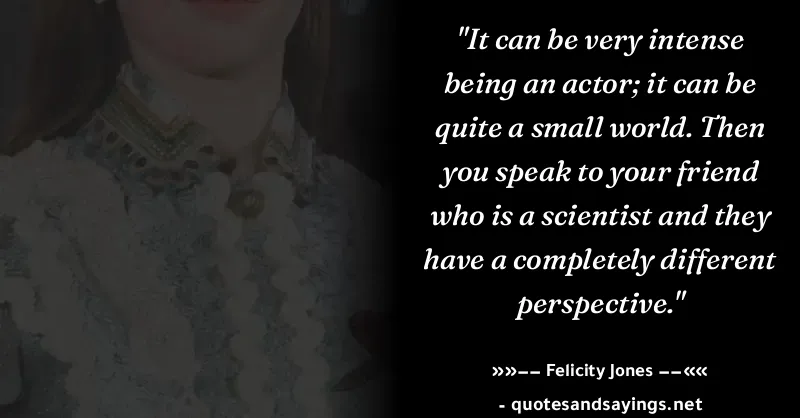 "It can be very intense
being an actor; it can be
quite a small world. Then
you speak to your friend
who is a scientist and they
have a completely different
perspective."
»»−− Felicity Jones −−««
- quotesandsayings.net